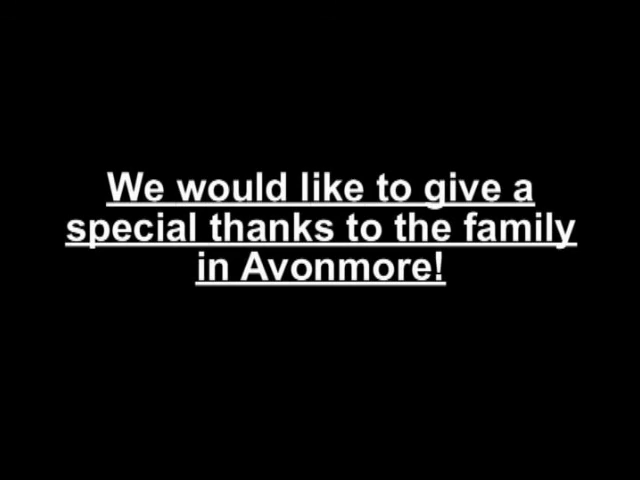 We would like to give a
special thanks to the family
in Avonmore!